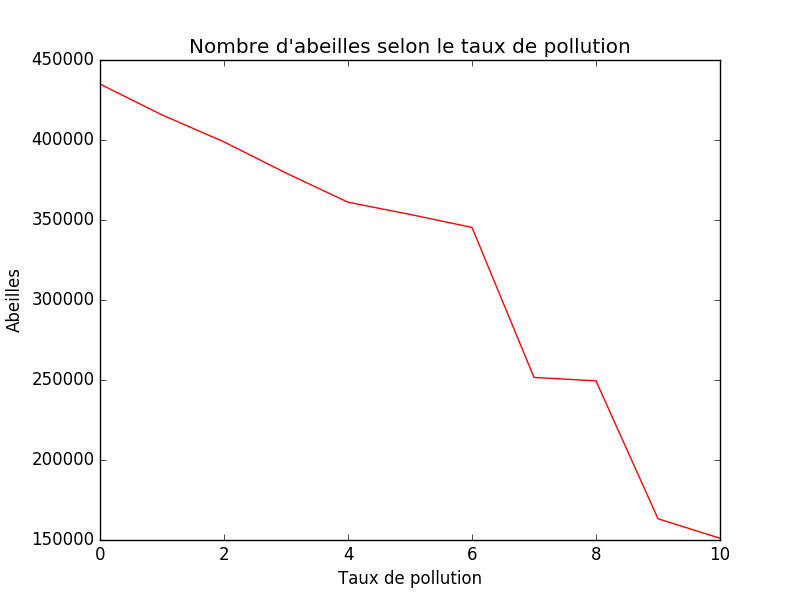 Nombre d'abeilles selon le taux de pollution
450000
400000
350000
300000
250000
200000
150000
Abeilles
0 2 4 6 8 10
Taux de pollution